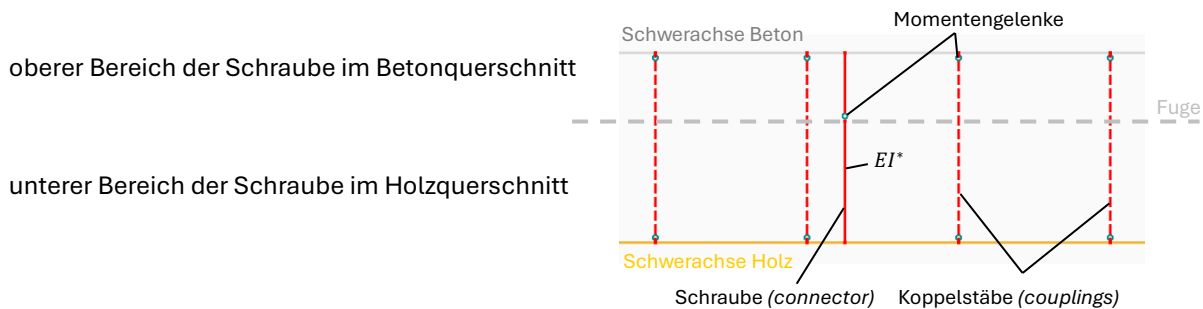 Momentengelenke
Schwerachse Beton
oberer Bereich der Schraube im Betonquerschnitt
Fuge
EI*
unterer Bereich der Schraube im Holzquerschnitt
Schwerachse Holz
Schraube (connector)
Koppelstäbe (couplings)